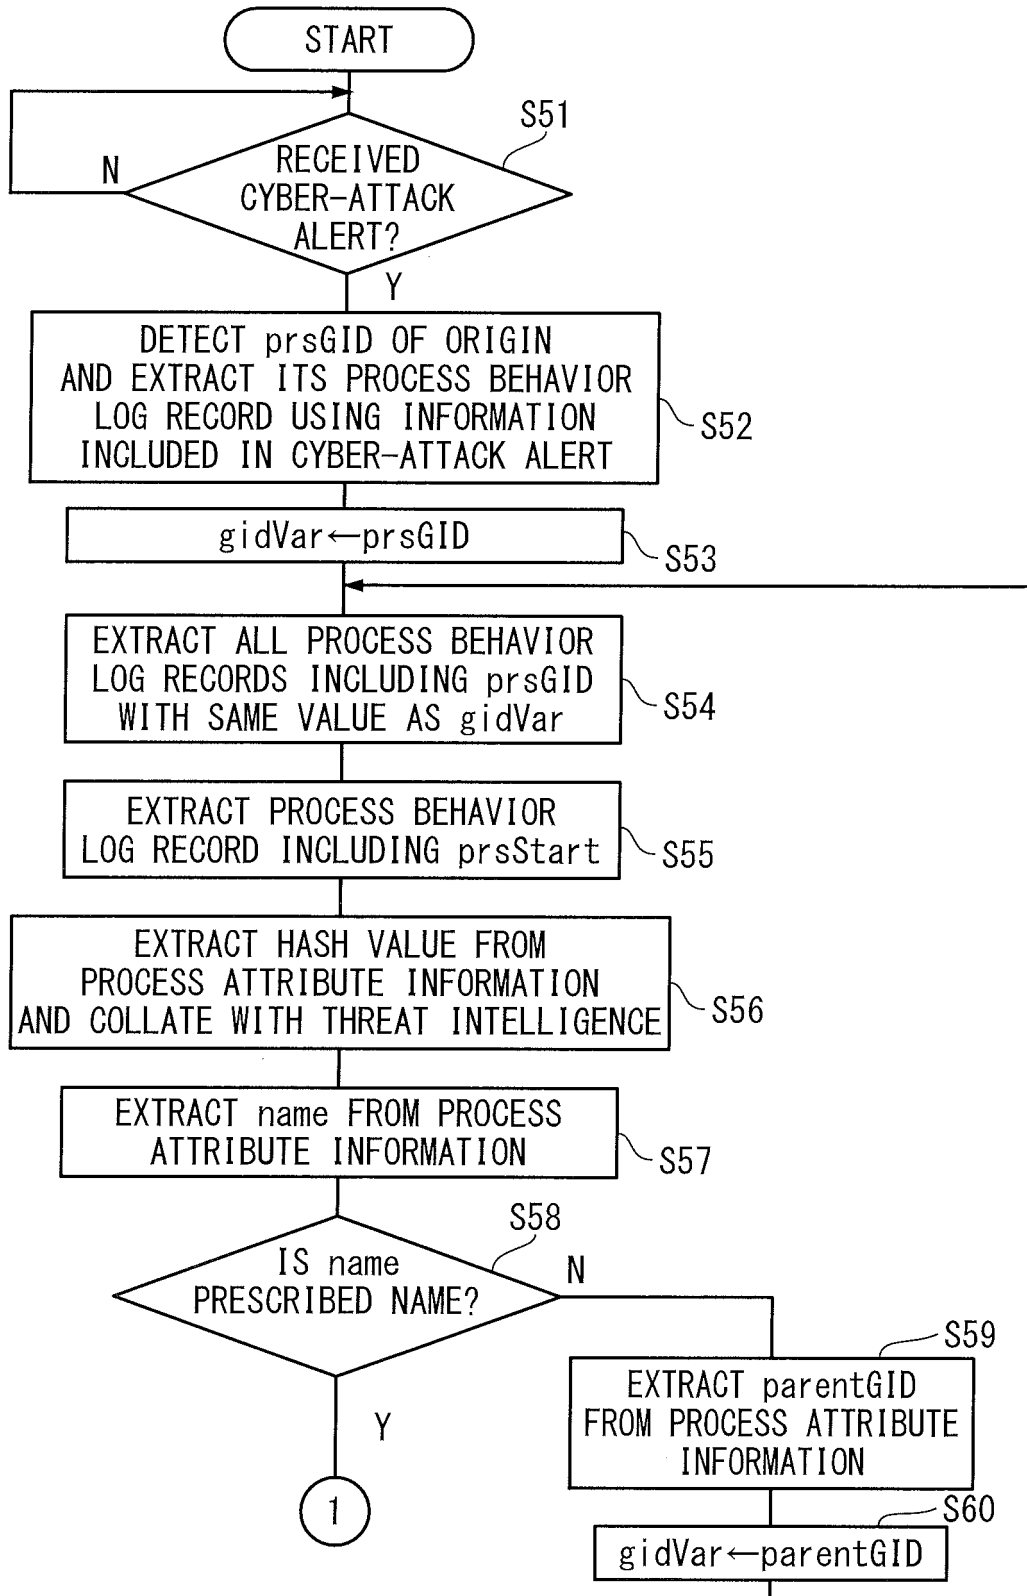 START
S51
N
RECEIVED
CYBER-ATTACK
ALERT?
Y
DETECT prsGID OF ORIGIN
AND EXTRACT ITS PROCESS BEHAVIOR
LOG RECORD USING INFORMATION
INCLUDED IN CYBER-ATTACK ALERT
S52
gidVar←prsGID
S53
EXTRACT ALL PROCESS BEHAVIOR
LOG RECORDS INCLUDING prsGID
WITH SAME VALUE AS gidVar
S54
EXTRACT PROCESS BEHAVIOR
LOG RECORD INCLUDING prsStart
S55
EXTRACT HASH VALUE FROM
PROCESS ATTRIBUTE INFORMATION
AND COLLATE WITH THREAT INTELLIGENCE
S56
EXTRACT name FROM PROCESS
ATTRIBUTE INFORMATION
S57
S58
IS name
PRESCRIBED NAME?
N
Y
1
S59
EXTRACT parentGID
FROM PROCESS ATTRIBUTE
INFORMATION
S60
gidVar←parentGID